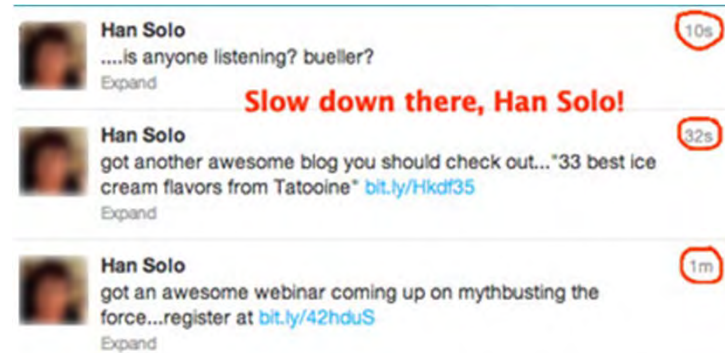 Han Solo
10s
....is anyone listening? bueller?
Expand
Slow down there, Han Solo!
Han Solo
32s
got another awesome blog you should check out..."33 best ice
cream flavors from Tatooine" bit.ly/Hkdf35
Expand
Han Solo
1m
got an awesome webinar coming up on mythbusting the
force...register at bit.ly/42hduS
Expand